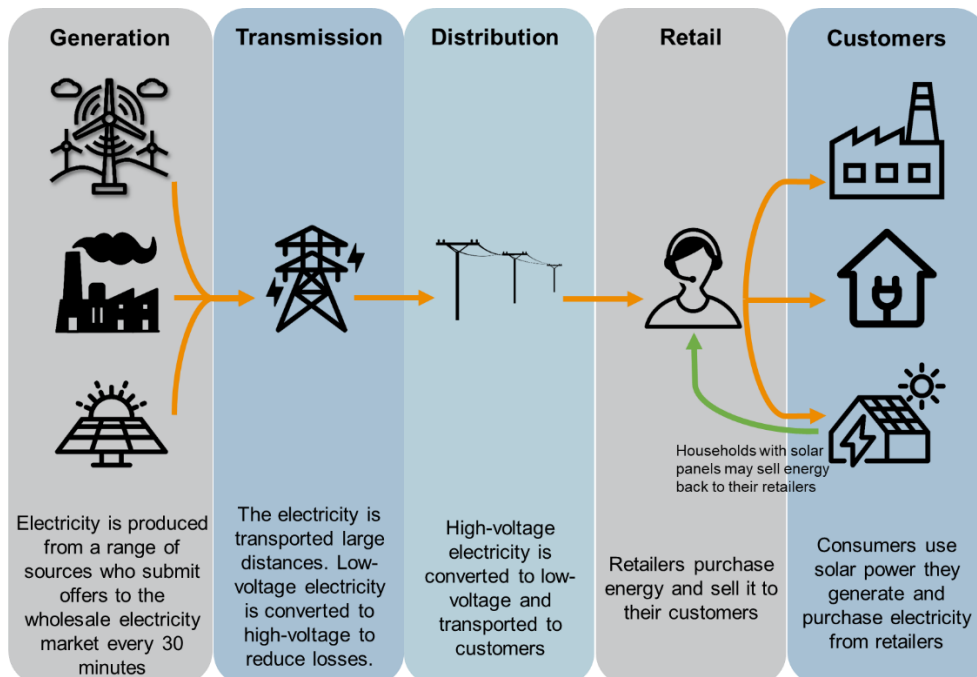 Generation
Transmission
Distribution
Retail
Customers
Households with solar
panels may sell energy
back to their retailers
Electricity is produced
from a range of
sources who submit
offers to the
wholesale electricity
market every 30
minutes
The electricity is
transported large
distances. Low-
voltage electricity
is converted to
high-voltage to
reduce losses.
High-voltage
electricity is
converted to low-
voltage and
transported to
customers
Retailers purchase
energy and sell it to
their customers
Consumers use
solar power they
generate and
purchase electricity
from retailers